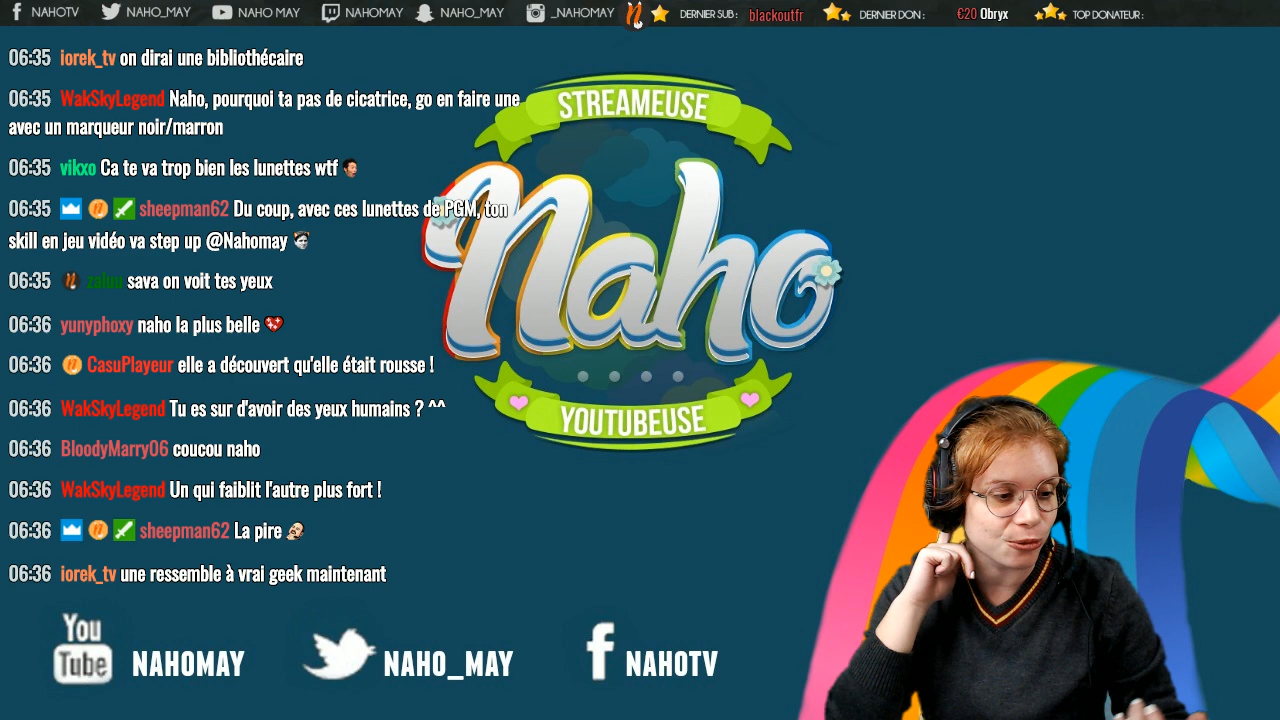 NAHOTV NAHO_MAY NAHO MAY NAHOMAY NAHO_MAY _NAHOMAY DERNIER SUB : blackoutfr DERNIER DON : €20 Obryx TOP DONATEUR :
06:35 iorek_tv on dirai une bibliothécaire
06:35 WakSkyLegend Naho, pourquoi ta pas de cicatrice, go en faire une
avec un marqueur noir/marron
06:35 vikxo Ca te va trop bien les lunettes wtf
06:35 sheepman62 Du coup, avec ces lunettes de PGM, ton
skill en jeu vidéo va step up @Nahomay
06:35 zaluu sava on voit tes yeux
06:36 yunyphoxy naho la plus belle
06:36 CasuPlayeur elle a découvert qu'elle était rousse !
06:36 WakSkyLegend Tu es sur d'avoir des yeux humains ? ^^
06:36 BloodyMarry06 coucou naho
06:36 WakSkyLegend Un qui faiblit l'autre plus fort !
06:36 sheepman62 La pire
06:36 iorek_tv une ressemble à vrai geek maintenant
STREAMEUSE
Naho
YOUTUBEUSE
You
Tube
NAHOMAY
NAHO_MAY
NAHOTV